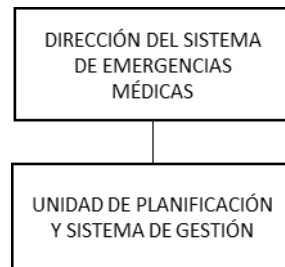 DIRECCIÓN DEL SISTEMA
DE EMERGENCIAS
MÉDICAS
UNIDAD DE PLANIFICACIÓN
Y SISTEMA DE GESTIÓN